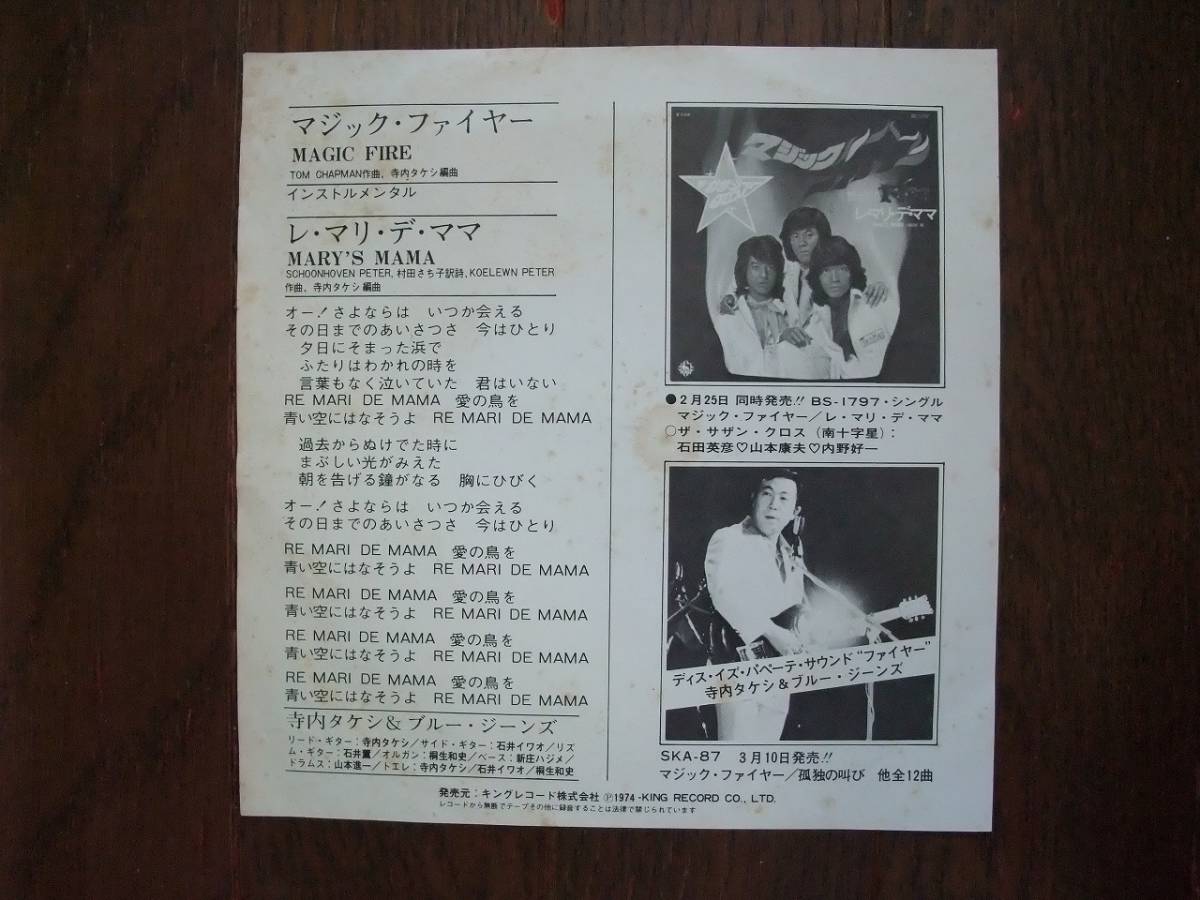 マジック・ファイヤー
MAGIC FIRE
TOM CHAPMAN作曲、寺内タケシ編曲
インストルメンタル
レ・マリ・デ・ママ
MARY'S MAMA
SCHOONHOVEN PETER, 村田さち子訳詩, KOELEWN PETER
作曲、寺内タケシ編曲
オー！さよならは　いつか会える
その日までのあいさつさ　今はひとり
夕日にそまった浜で
ふたりはわかれの時を
言葉もなく泣いていた　君はいない
RE MARI DE MAMA　愛の鳥を
青い空にはなそうよ　RE MARI DE MAMA
過去からぬけでた時に
まぶしい光がみえた
朝を告げる鐘がなる　胸にひびく
オー！さよならは　いつか会える
その日までのあいさつさ　今はひとり
RE MARI DE MAMA　愛の鳥を
青い空にはなそうよ　RE MARI DE MAMA
RE MARI DE MAMA　愛の鳥を
青い空にはなそうよ　RE MARI DE MAMA
RE MARI DE MAMA　愛の鳥を
青い空にはなそうよ　RE MARI DE MAMA
RE MARI DE MAMA　愛の鳥を
青い空にはなそうよ　RE MARI DE MAMA
寺内タケシ&ブルー・ジーンズ
リード・ギター：寺内タケシ/サイド・ギター：石井イワオ/リズ
ム・ギター：石井薫/オルガン：桐生和史/ベース：新庄ハジメ/
ドラムス：山本進一/トエレ：寺内タケシ/石井イワオ/桐生和史
マジック・ファイヤー
レ・マリ・デ・ママ
●2月25日 同時発売!! BS-1797・シングル
マジック・ファイヤー/レ・マリ・デ・ママ
○ザ・サザン・クロス（南十字星）：
石田英彦♡山本康夫♡内野好一
ディス・イズ・パペーテ・サウンド“ファイヤー”
寺内タケシ&ブルー・ジーンズ
SKA-87　3月10日発売!!
マジック・ファイヤー/孤独の叫び　他全12曲
発売元：キングレコード株式会社 Ⓟ1974-KING RECORD CO., LTD.
レコードから無断でテープその他に録音することは法律で禁じられています